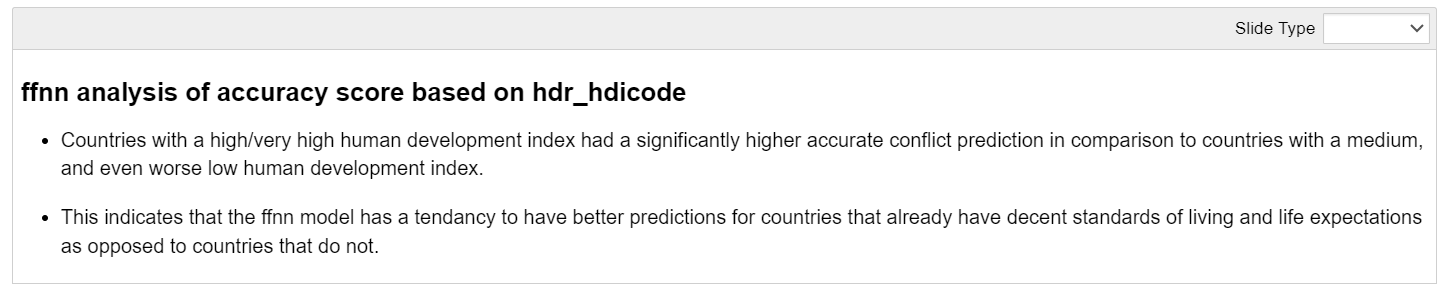 Slide Type
ffnn analysis of accuracy score based on hdr_hdicode
• Countries with a high/very high human development index had a significantly higher accurate conflict prediction in comparison to countries with a medium,
and even worse low human development index.
• This indicates that the ffnn model has a tendancy to have better predictions for countries that already have decent standards of living and life expectations
as opposed to countries that do not.